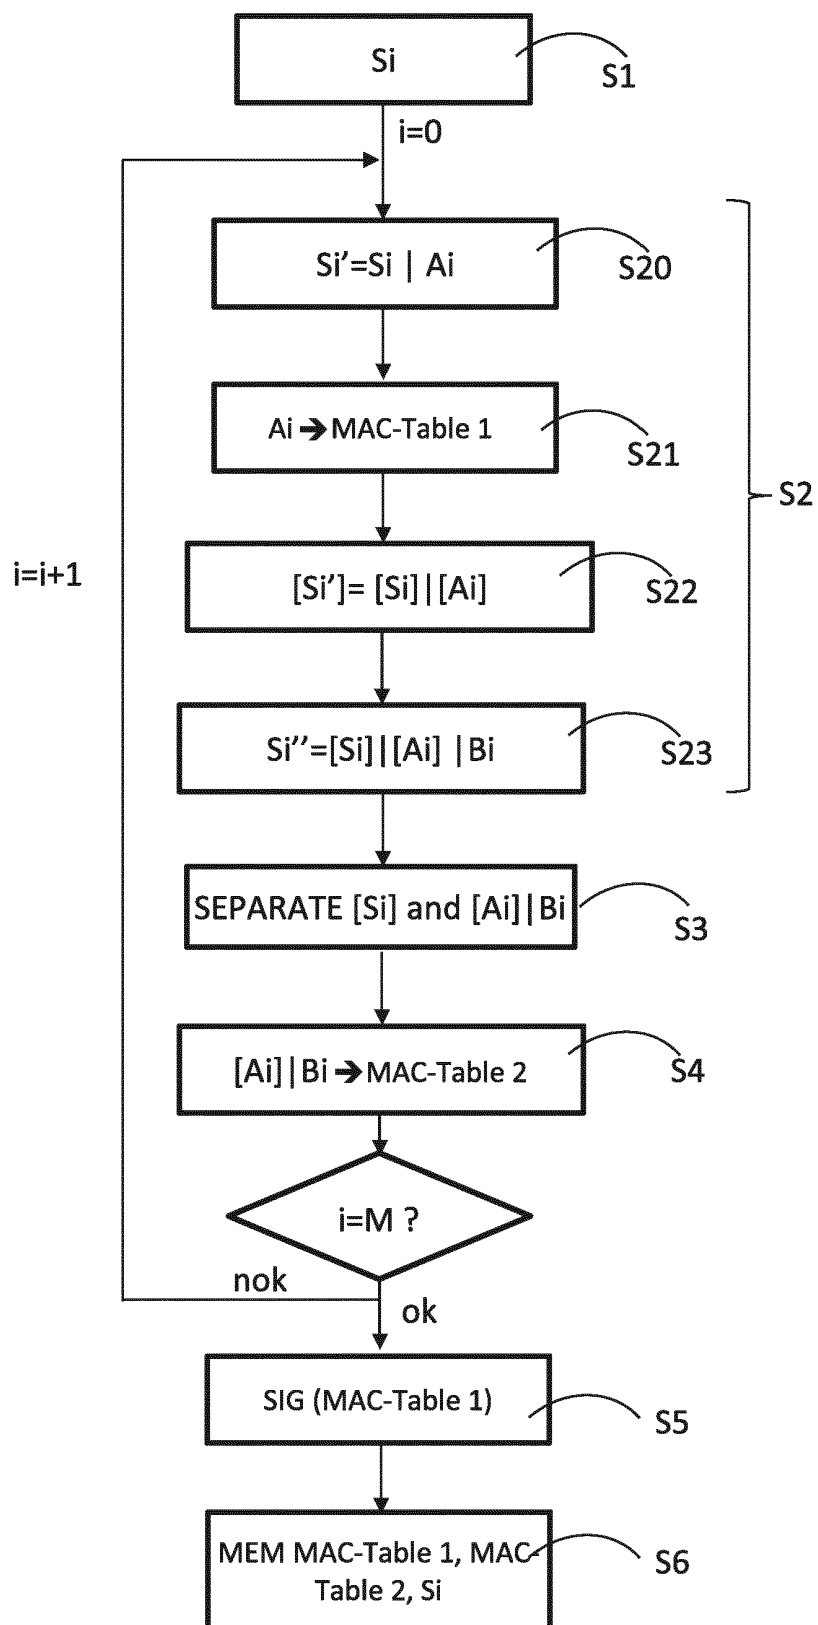 Si
S1
i=0
Si’=Si | Ai
S20
Ai ➔ MAC-Table 1
S21
S2
i=i+1
[Si’]= [Si]|[Ai]
S22
Si’’=[Si]|[Ai] |Bi
S23
SEPARATE [Si] and [Ai]|Bi
S3
[Ai]|Bi ➔ MAC-Table 2
S4
i=M ?
nok
ok
SIG (MAC-Table 1)
S5
MEM MAC-Table 1, MAC-
Table 2, Si
S6